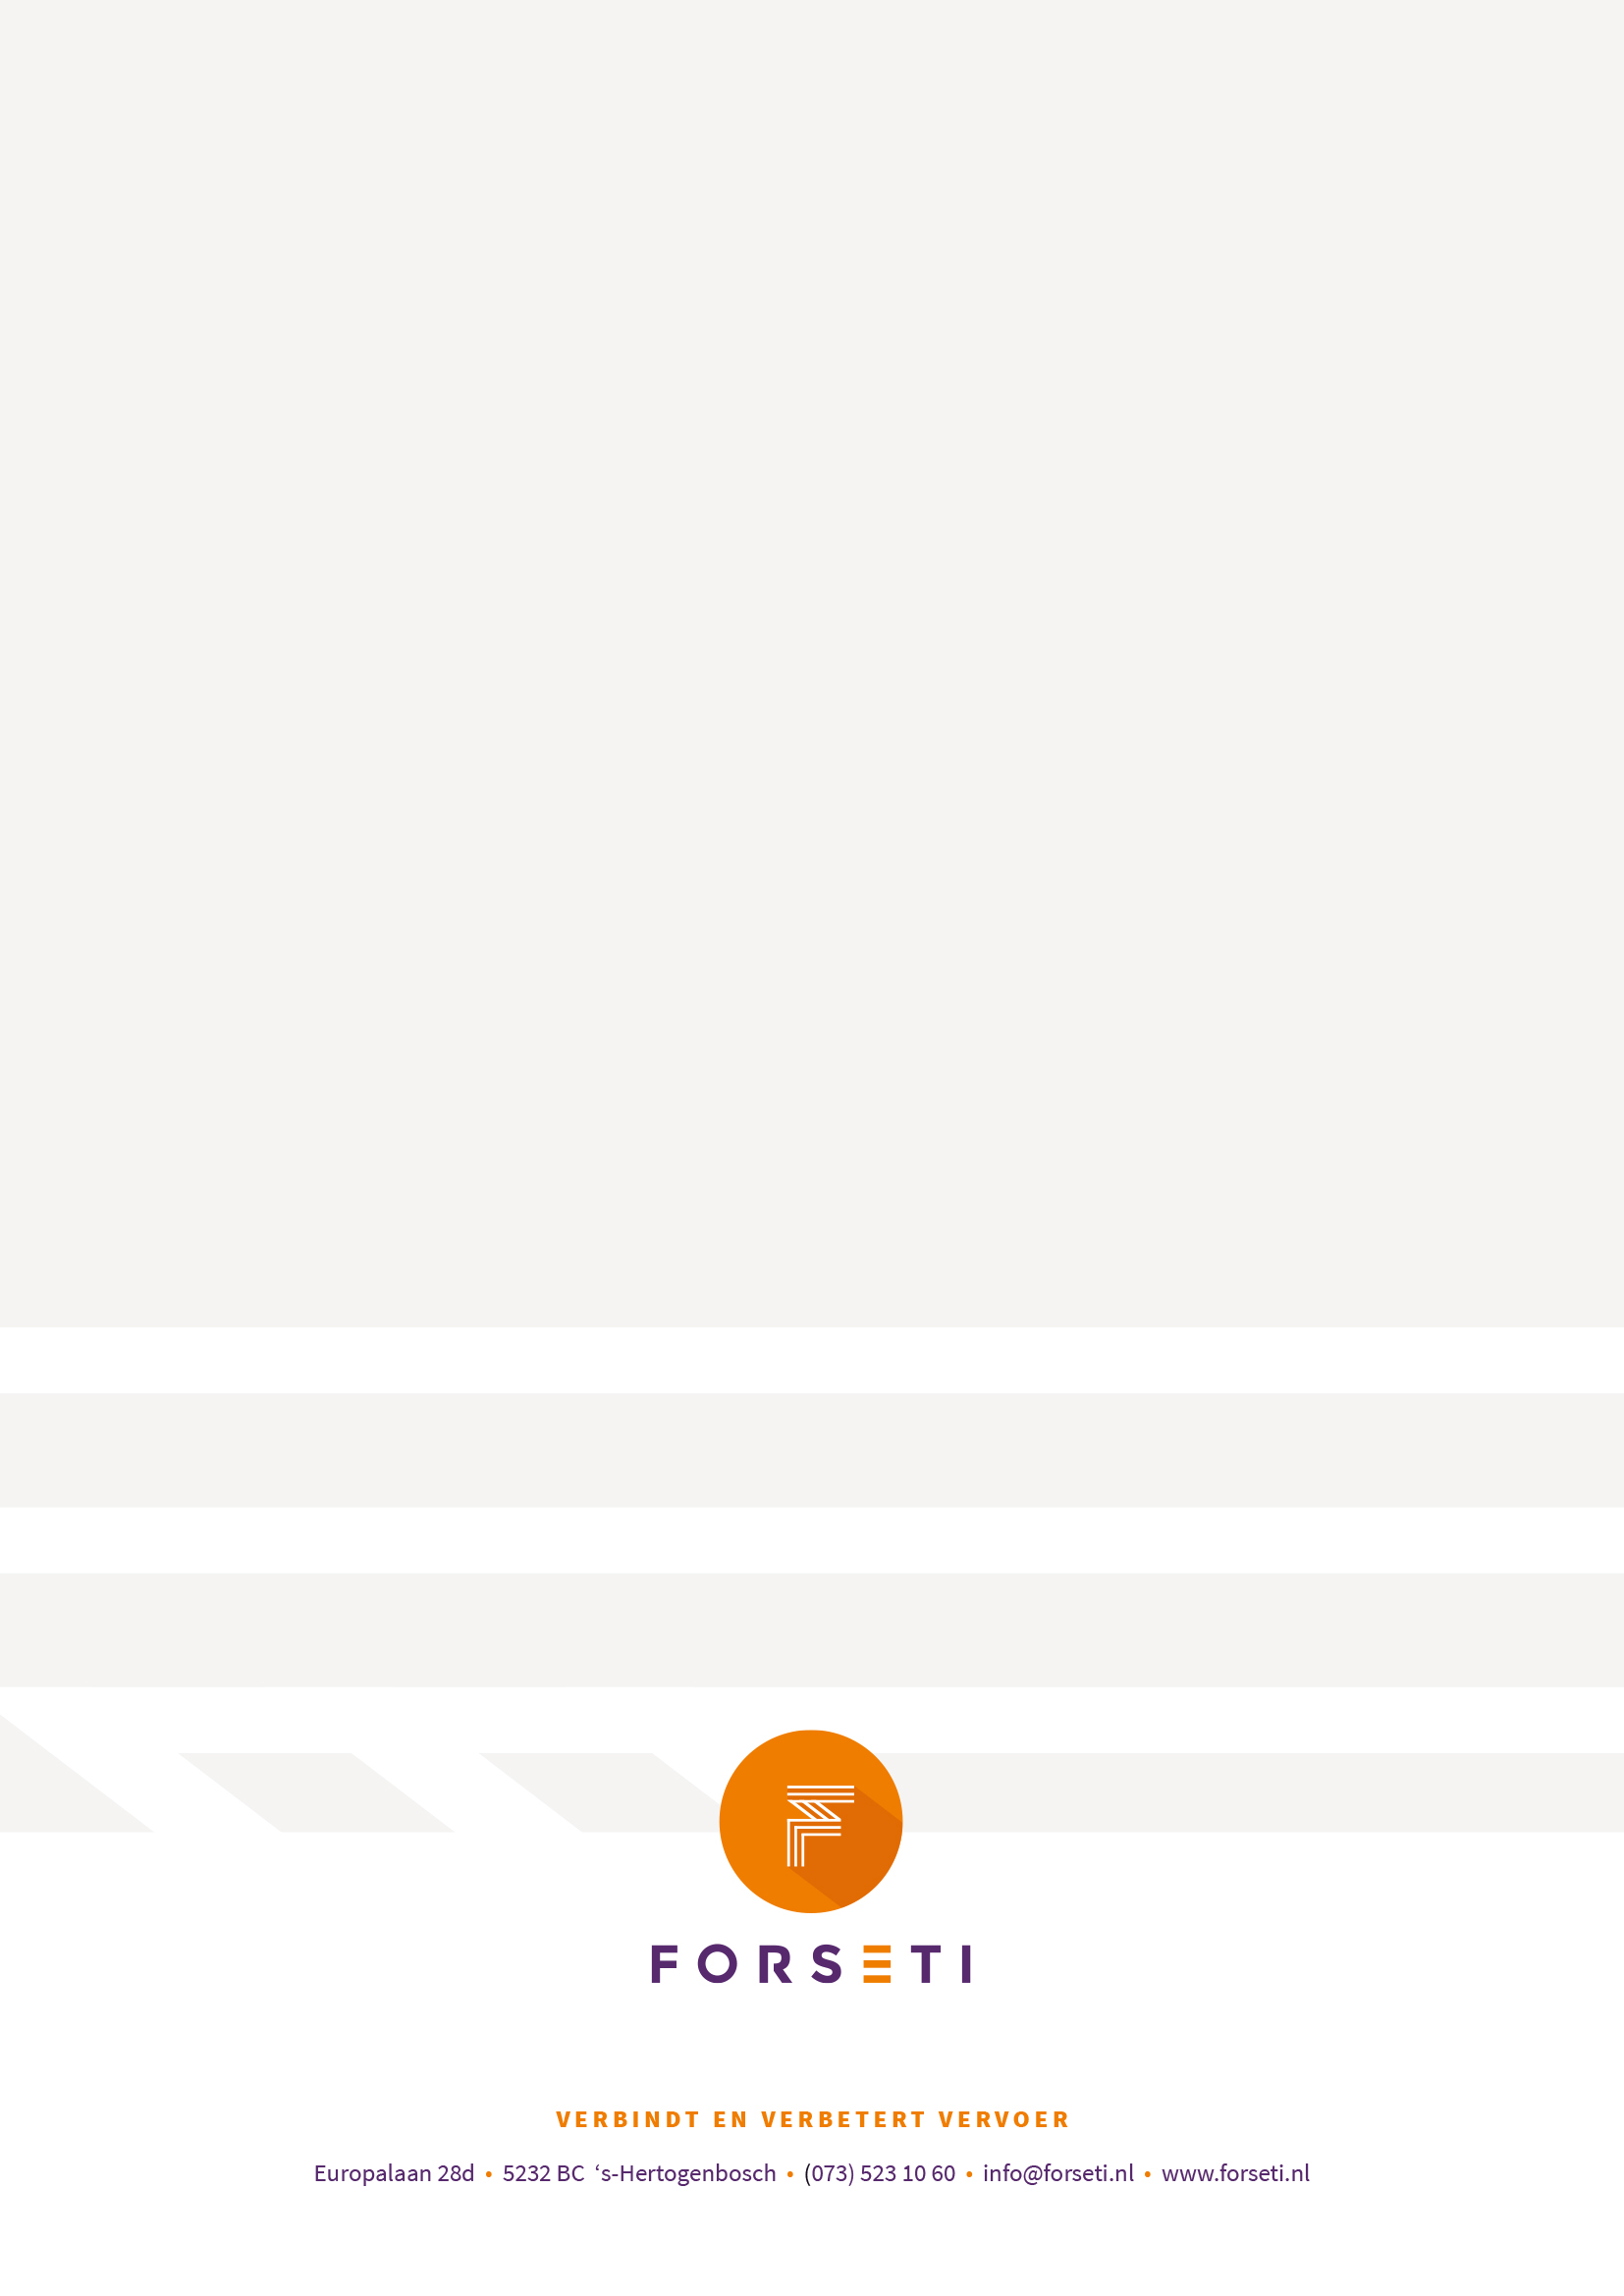 FORSETI
VERBINDT EN VERBETERT VERVOER
Europalaan 28d • 5232 BC ‘s-Hertogenbosch • (073) 523 10 60 • info@forseti.nl • www.forseti.nl